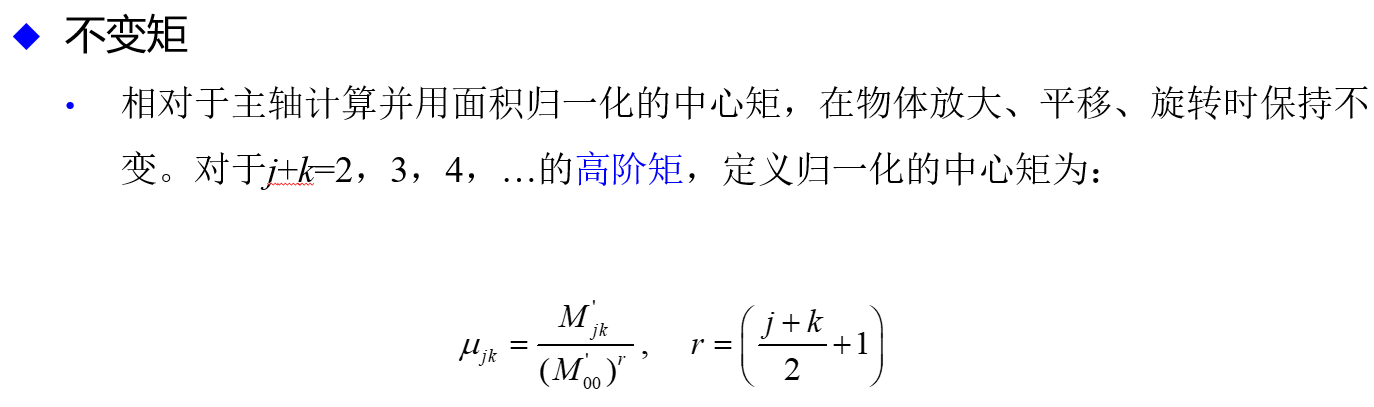 ◆ 不变矩
• 相对于主轴计算并用面积归一化的中心矩，在物体放大、平移、旋转时保持不
变。对于j+k=2，3，4，…的高阶矩，定义归一化的中心矩为：
μ_{jk} = \frac{M^{'}_{jk}}{(M^{'}_{00})^{r}}, r = \left( \frac{j+k}{2} + 1 \right)